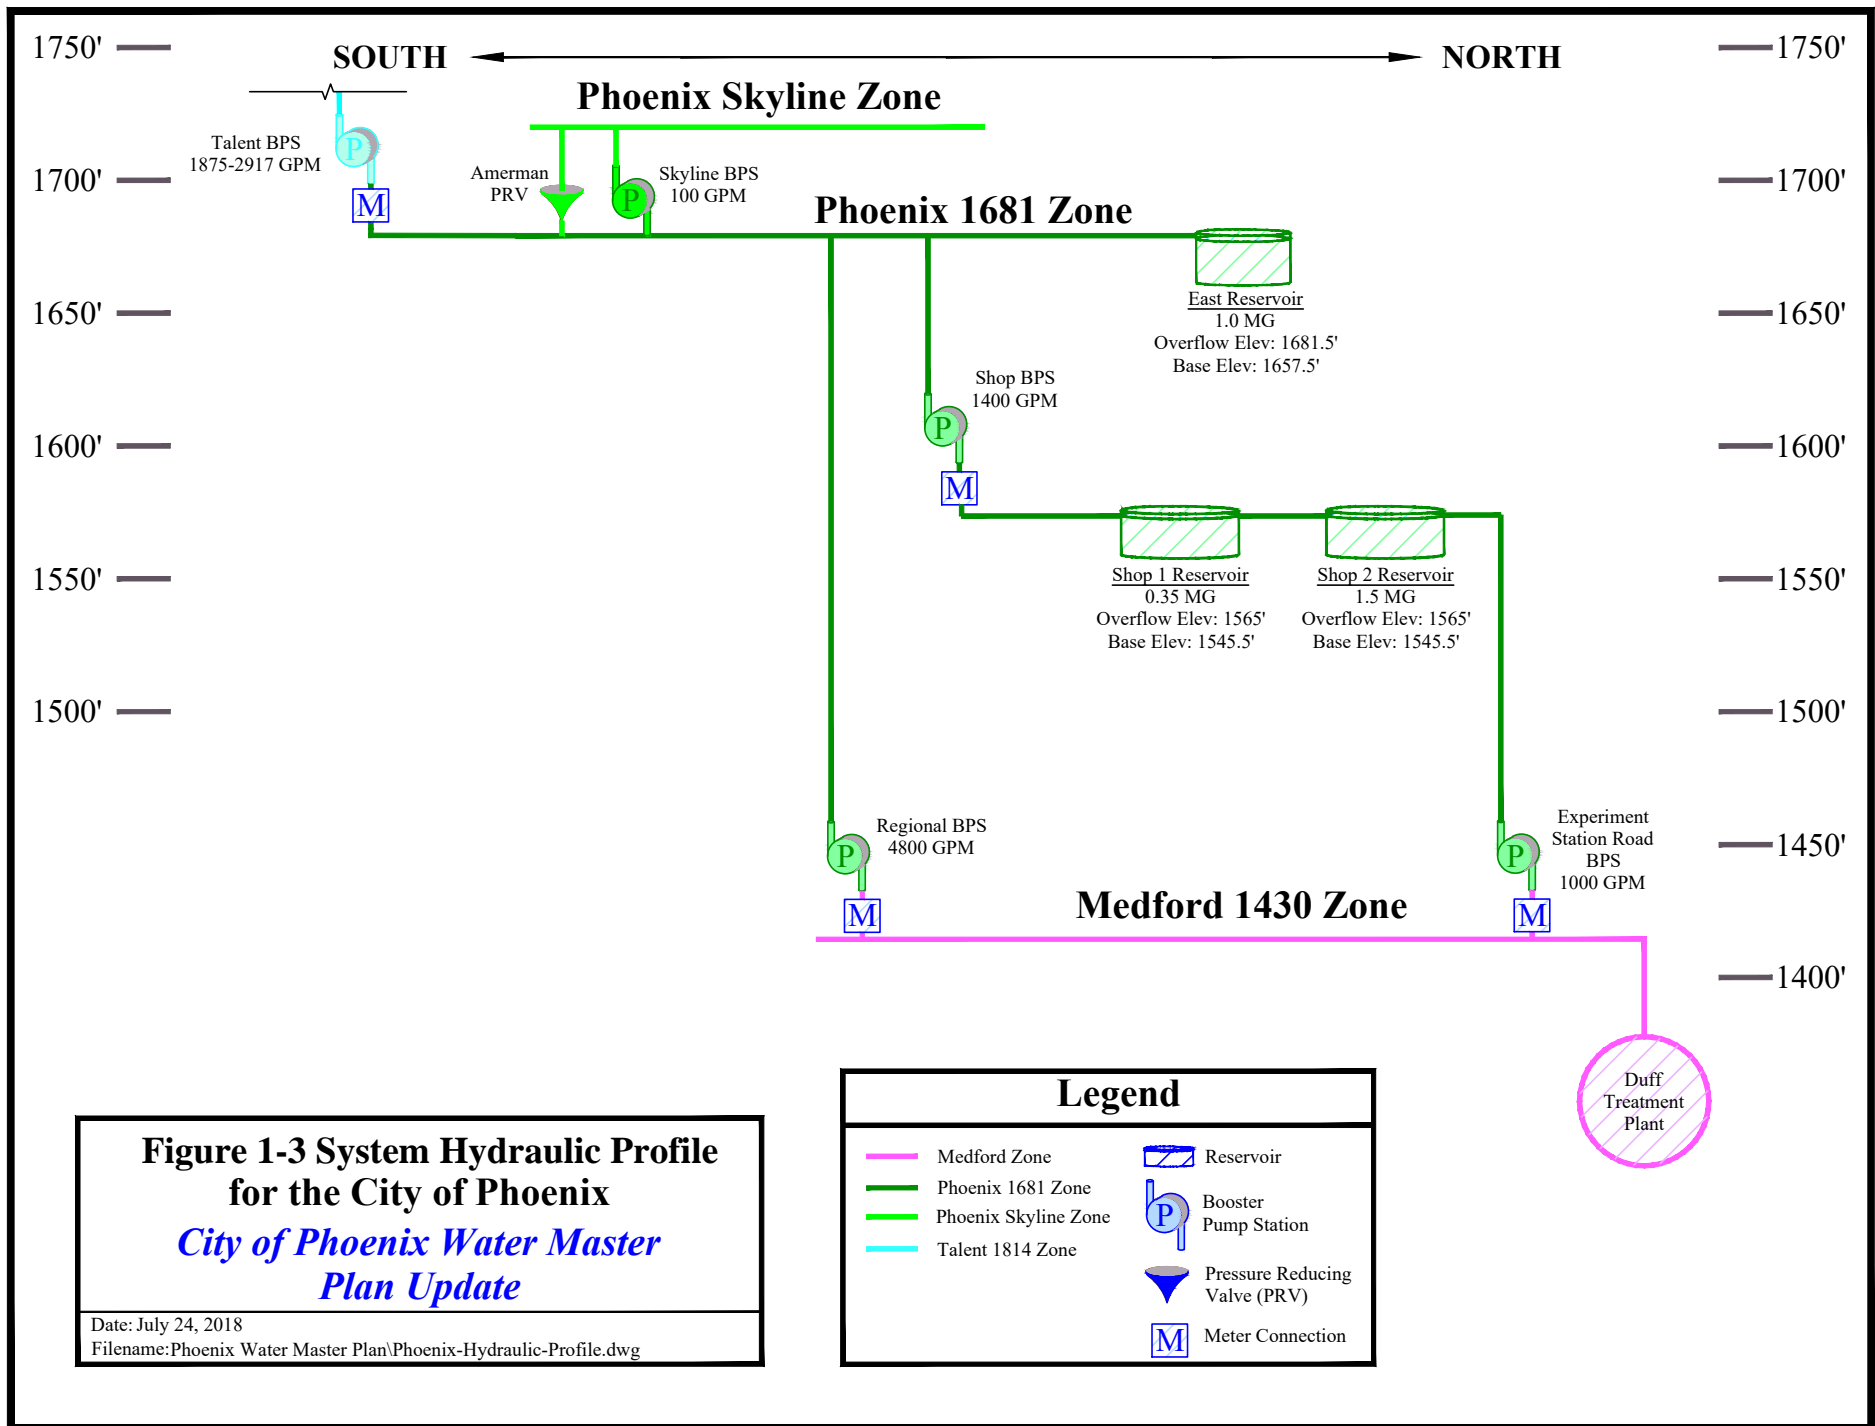 1750'
SOUTH
NORTH
1750'
Phoenix Skyline Zone
Talent BPS
1875-2917 GPM
P
M
Amerman
PRV
P
Skyline BPS
100 GPM
1700'
1700'
Phoenix 1681 Zone
East Reservoir
1.0 MG
Overflow Elev: 1681.5'
Base Elev: 1657.5'
1650'
1650'
Shop BPS
1400 GPM
P
M
1600'
1600'
Shop 1 Reservoir
0.35 MG
Overflow Elev: 1565'
Base Elev: 1545.5'
Shop 2 Reservoir
1.5 MG
Overflow Elev: 1565'
Base Elev: 1545.5'
1550'
1550'
1500'
1500'
Regional BPS
4800 GPM
P
M
Experiment
Station Road
BPS
1000 GPM
P
M
1450'
Medford 1430 Zone
1400'
Duff
Treatment
Plant
Legend
Medford Zone
Phoenix 1681 Zone
Phoenix Skyline Zone
Talent 1814 Zone
Reservoir
P
Booster
Pump Station
Pressure Reducing
Valve (PRV)
M
Meter Connection
Figure 1-3 System Hydraulic Profile
for the City of Phoenix
City of Phoenix Water Master
Plan Update
Date: July 24, 2018
Filename:Phoenix Water Master Plan\Phoenix-Hydraulic-Profile.dwg